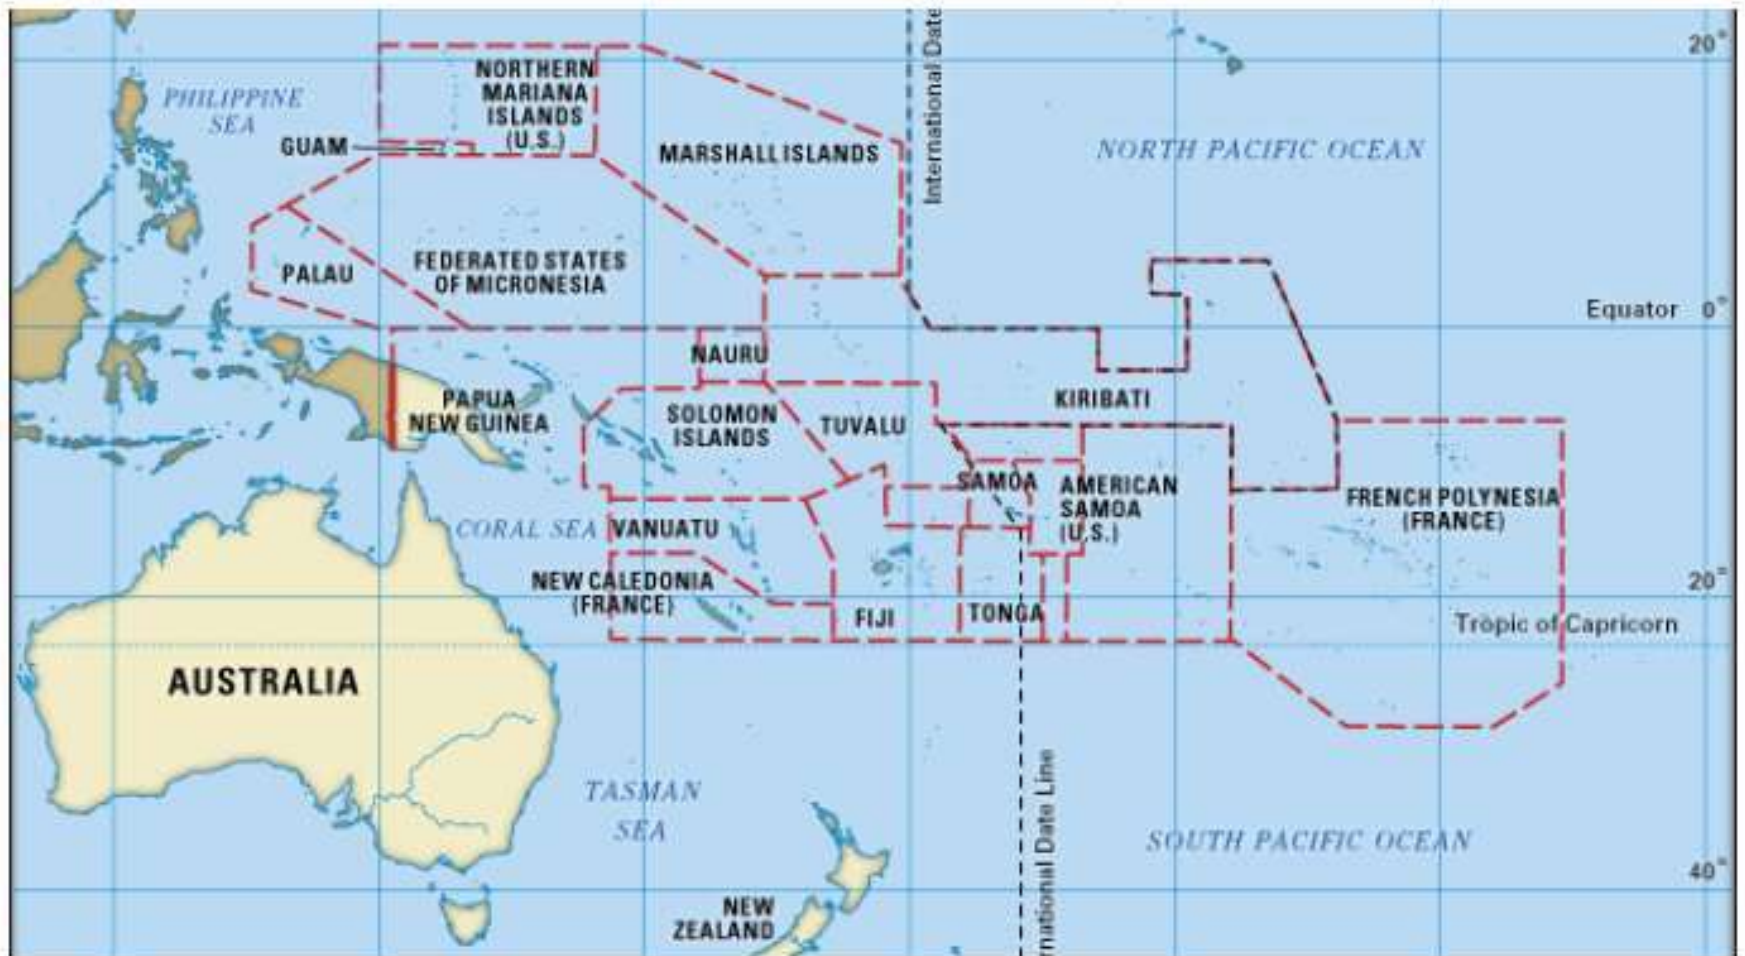 International Date
20°
NORTHERN
MARIANA
ISLANDS
(U.S.)
PHILIPPINE
SEA
GUAM
MARSHALL ISLANDS
NORTH PACIFIC OCEAN
PALAU
FEDERATED STATES
OF MICRONESIA
Equator 0°
NAURU
PAPUA
NEW GUINEA
KIRIBATI
SOLOMON
ISLANDS
TUVALU
SAMOA
AMERICAN
SAMOA
(U.S.)
FRENCH POLYNESIA
(FRANCE)
CORAL SEA
VANUATU
NEW CALEDONIA
(FRANCE)
FIJI
TONGA
20°
Tropic of Capricorn
AUSTRALIA
TASMAN
SEA
rnational Date Line
SOUTH PACIFIC OCEAN
40°
NEW
ZEALAND